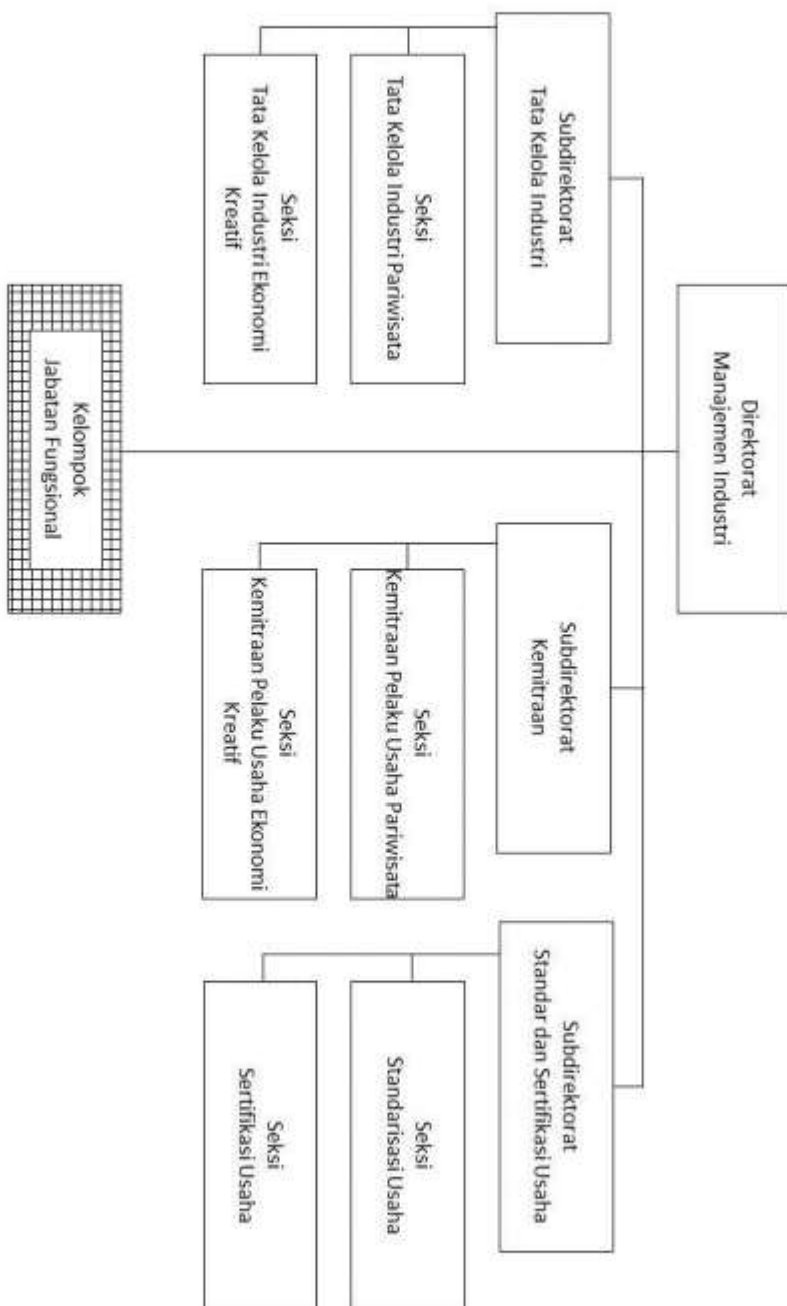 Direktorat
Manajemen Industri
Subdirektorat
Tata Kelola Industri
Subdirektorat
Kemitraan
Subdirektorat
Standar dan Sertifikasi Usaha
Seksi
Tata Kelola Industri Pariwisata
Seksi
Kemitraan Pelaku Usaha Pariwisata
Seksi
Standarisasi Usaha
Seksi
Tata Kelola Industri Ekonomi
Kreatif
Seksi
Kemitraan Pelaku Usaha Ekonomi
Kreatif
Seksi
Sertifikasi Usaha
Kelompok
Jabatan Fungsional